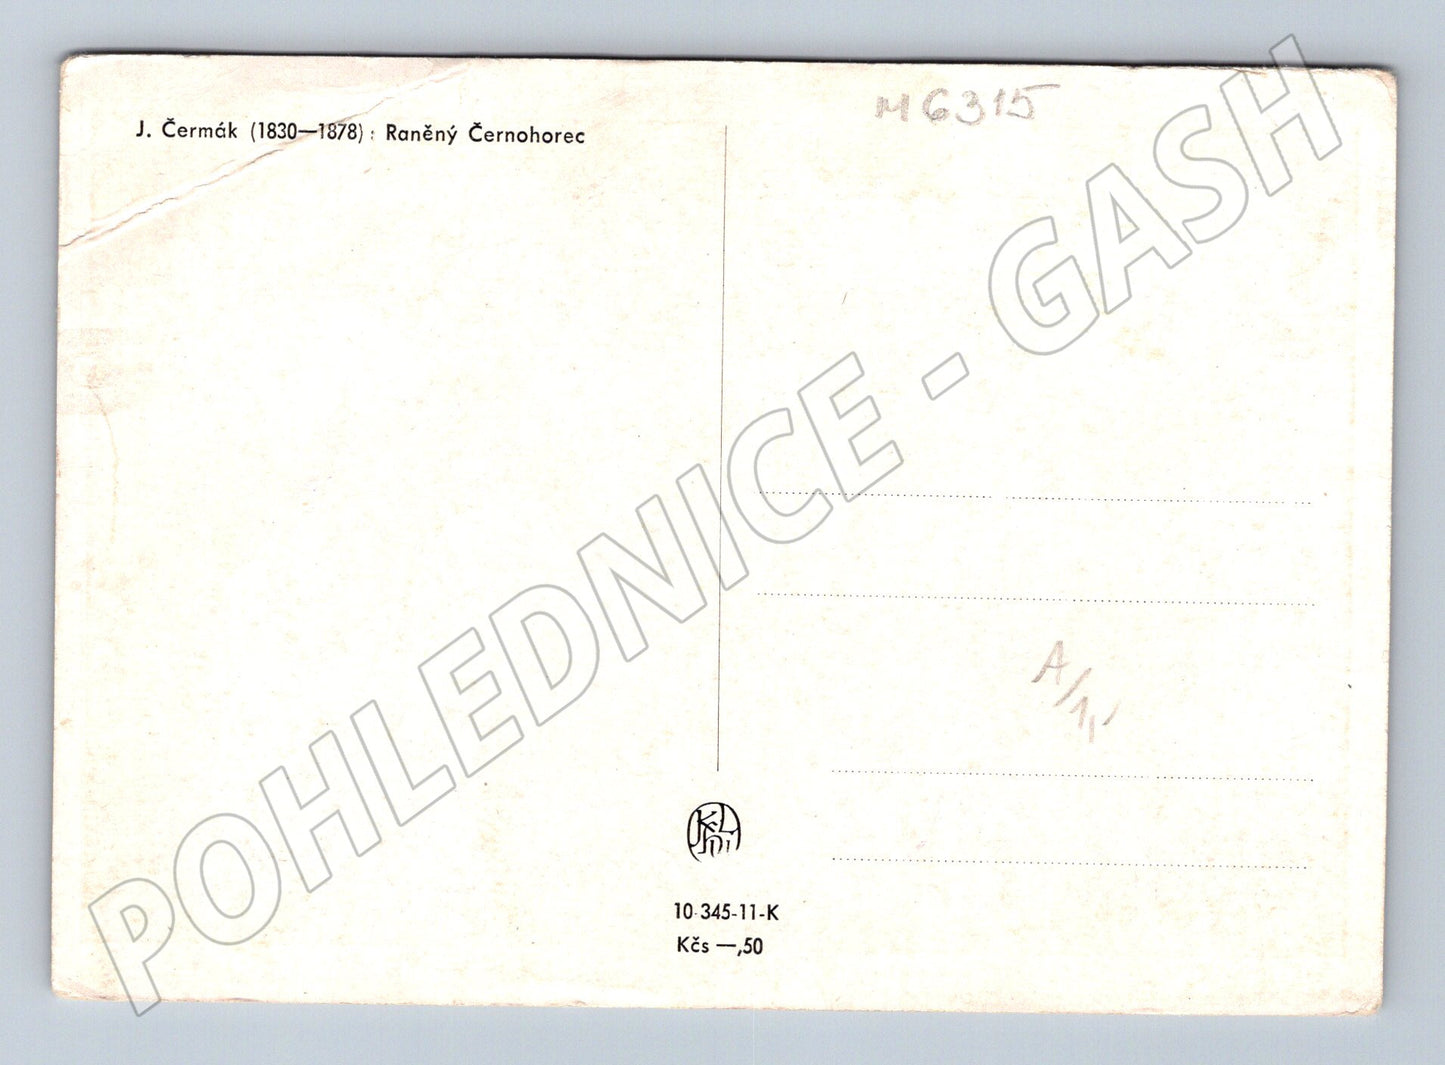 M6315
J. Čermák (1830—1878): Raněný Černohorec
POHLEDNICE - GASH
10-345-11-K
Kčs —,50